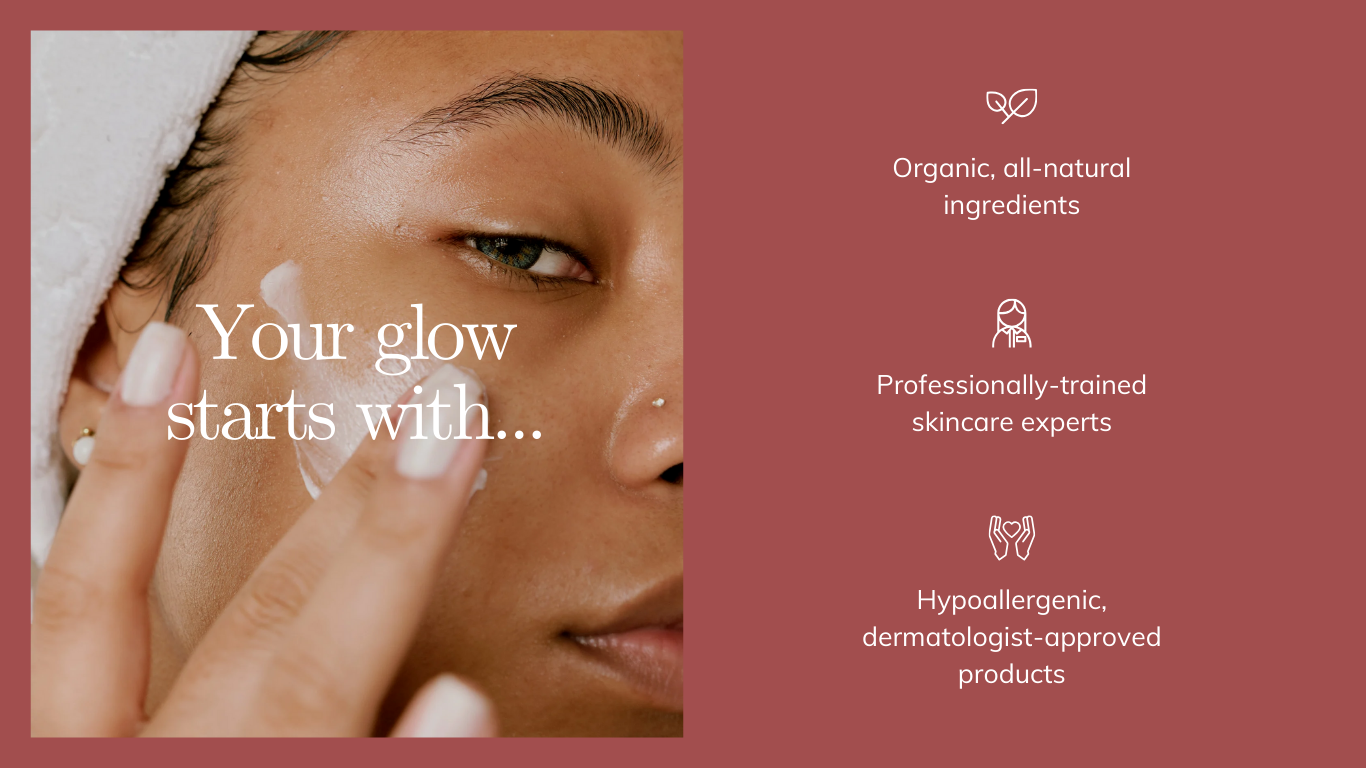 Your glow
starts with...
Organic, all-natural
ingredients
Professionally-trained
skincare experts
Hypoallergenic,
dermatologist-approved
products